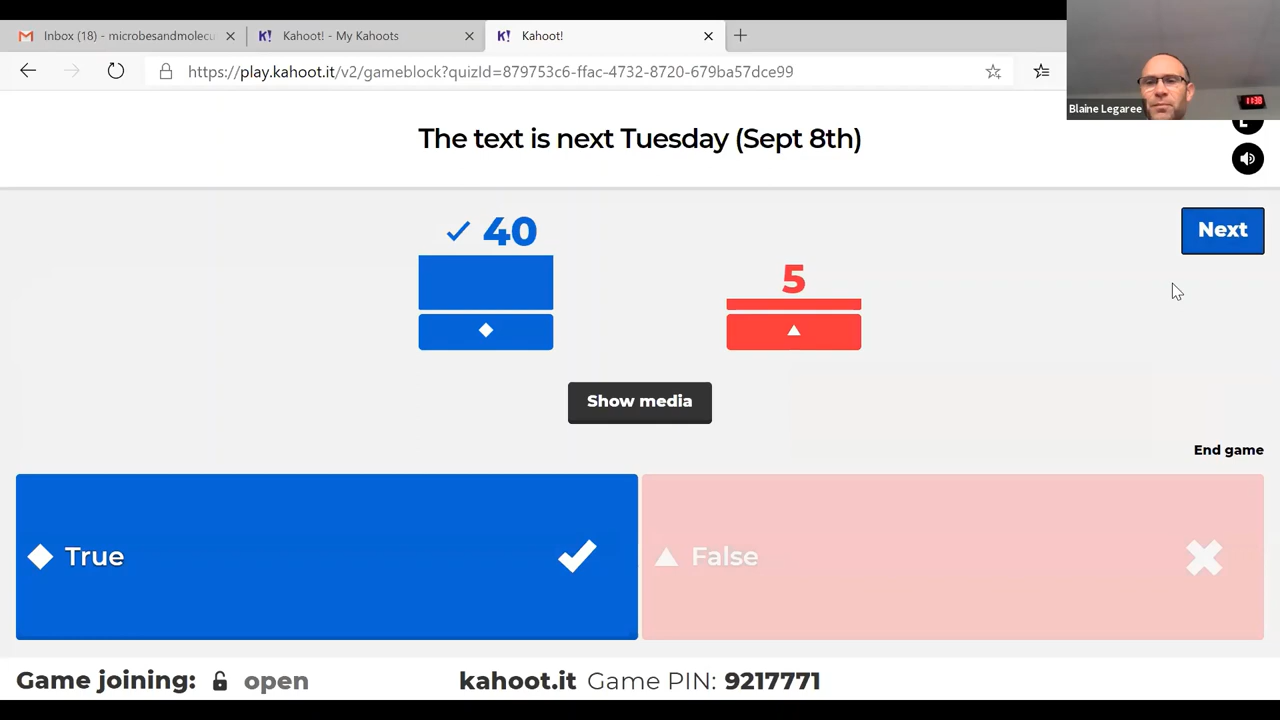 Inbox (18) - microbesandmolecu
Kahoot! - My Kahoots
Kahoot!
https://play.kahoot.it/v2/gameblock?quizId=879753c6-ffac-4732-8720-679ba57dce99
Blaine Legaree
11:38
The text is next Tuesday (Sept 8th)
Next
40
5
Show media
End game
True
False
Game joining: open
kahoot.it Game PIN: 9217771